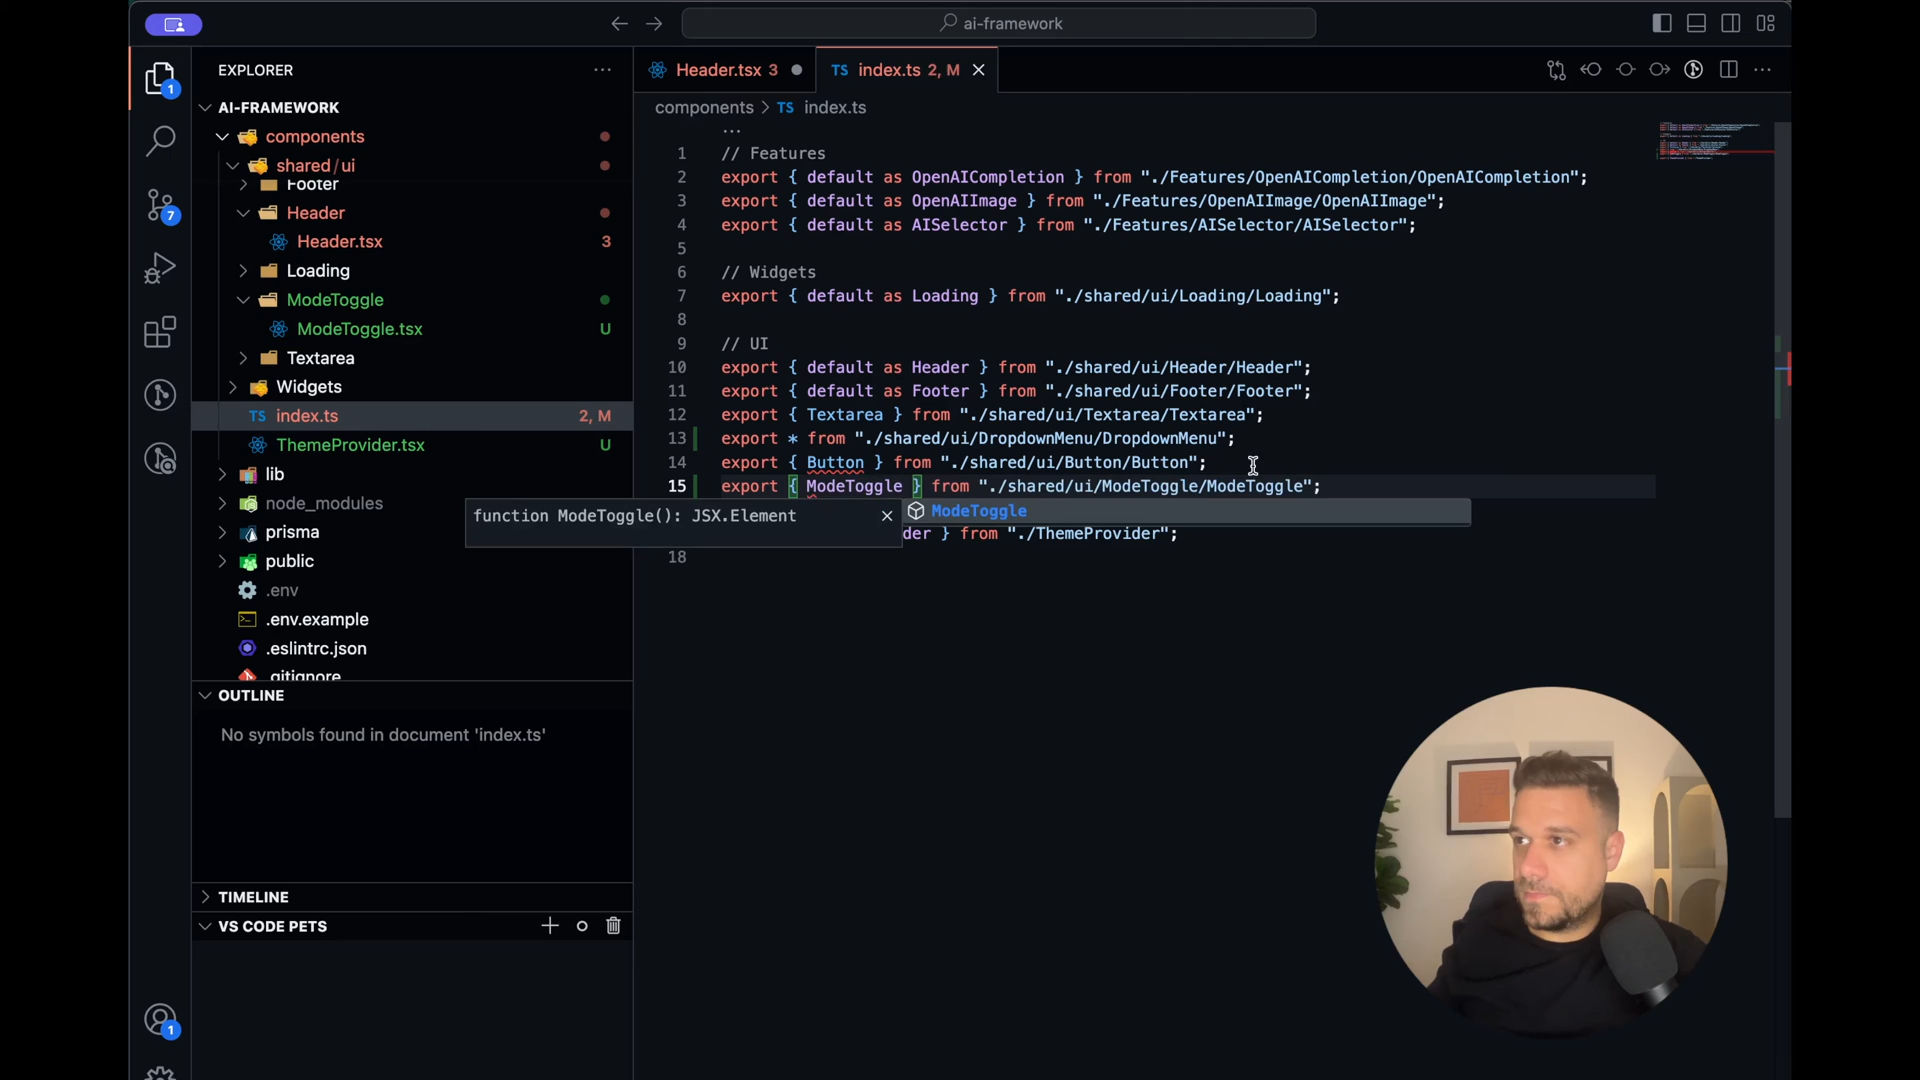 ai-framework
EXPLORER
AI-FRAMEWORK
components
shared / ui
Footer
Header
Header.tsx 3
Loading
ModeToggle
ModeToggle.tsx U
Textarea
Widgets
index.ts 2, M
ThemeProvider.tsx U
lib
node_modules
prisma
public
.env
.env.example
.eslintrc.json
.gitignore
OUTLINE
No symbols found in document 'index.ts'
TIMELINE
VS CODE PETS
1
7
1
Header.tsx 3
TS index.ts 2, M
components > TS index.ts
...
1 // Features
2 export { default as OpenAICompletion } from "./Features/OpenAICompletion/OpenAICompletion";
3 export { default as OpenAIImage } from "./Features/OpenAIImage/OpenAIImage";
4 export { default as AISelector } from "./Features/AISelector/AISelector";
5
6 // Widgets
7 export { default as Loading } from "./shared/ui/Loading/Loading";
8
9 // UI
10 export { default as Header } from "./shared/ui/Header/Header";
11 export { default as Footer } from "./shared/ui/Footer/Footer";
12 export { Textarea } from "./shared/ui/Textarea/Textarea";
13 export * from "./shared/ui/DropdownMenu/DropdownMenu";
14 export { Button } from "./shared/ui/Button/Button";
15 export { ModeToggle } from "./shared/ui/ModeToggle/ModeToggle";
function ModeToggle(): JSX.Element
ModeToggle
der } from "./ThemeProvider";
18